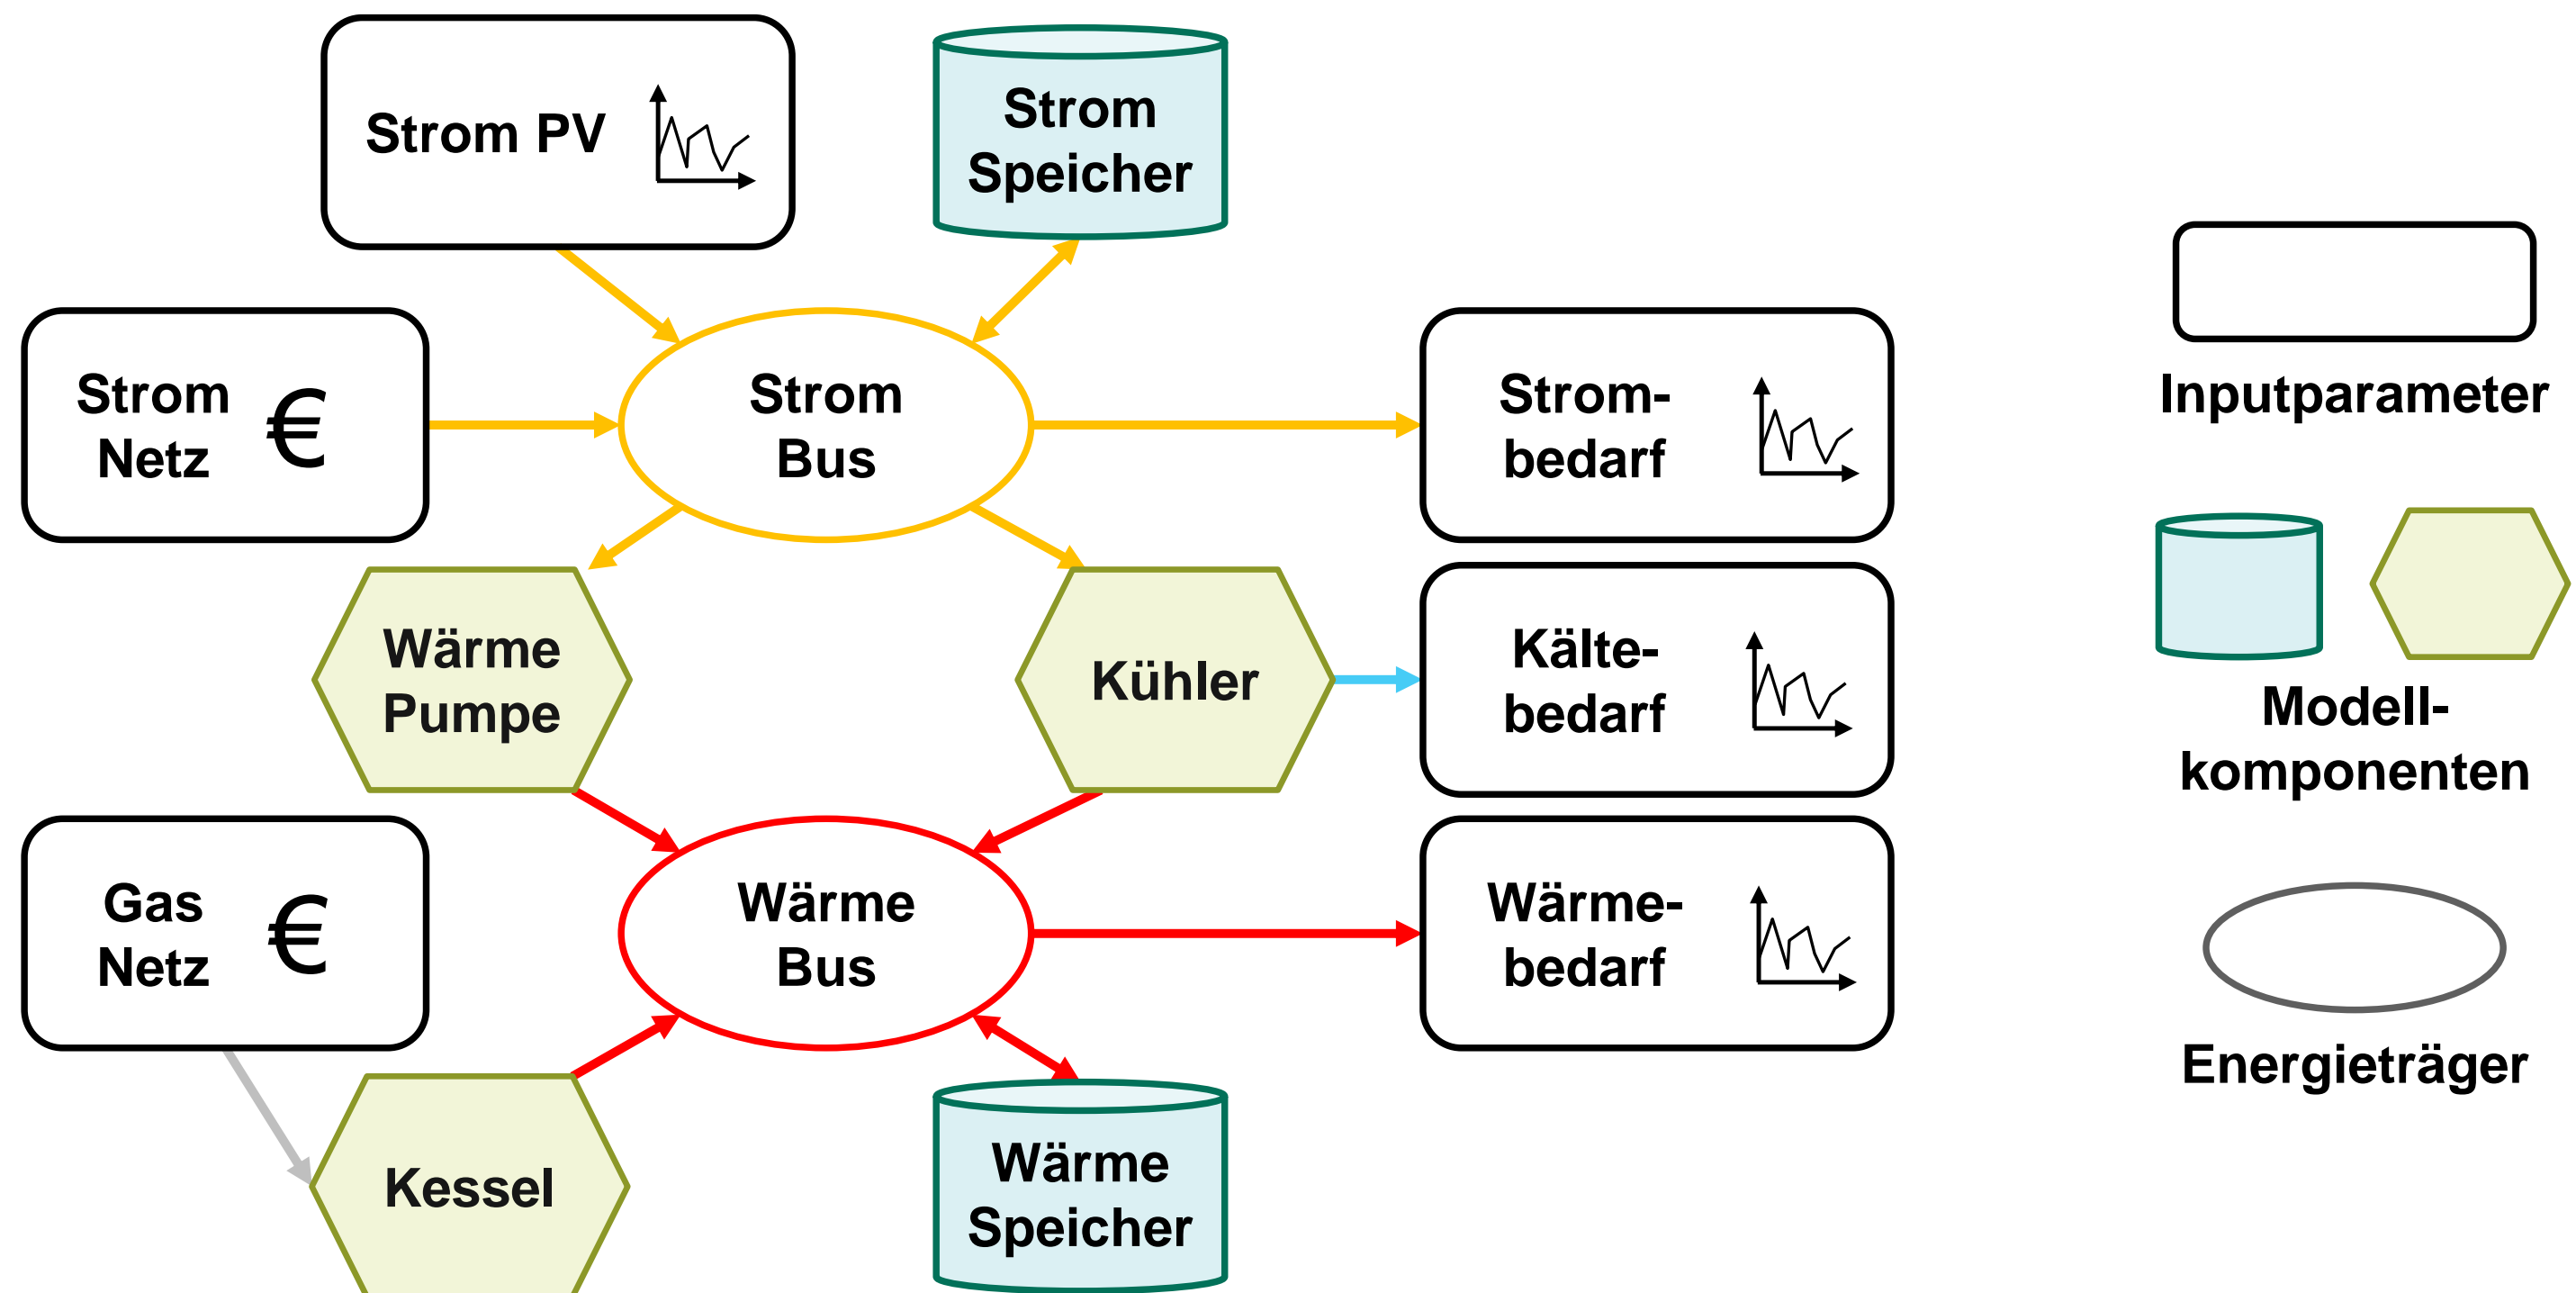 Strom PV
Strom
Speicher
Strom
Netz
€
Strom
Bus
Strom-
bedarf
Wärme
Pumpe
Kühler
Kälte-
bedarf
Gas
Netz
€
Wärme
Bus
Wärme-
bedarf
Kessel
Wärme
Speicher
Inputparameter
Modell-
komponenten
Energieträger